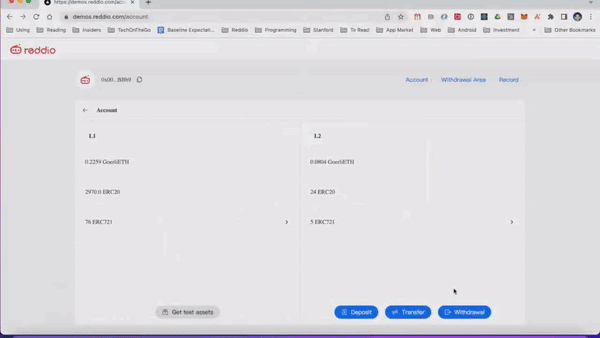 https://demos.reddio.com/acc
demos.reddio.com/account
Using
Reading
Insiders
TechOnTheGo
Baseline Expectati...
Reddio
Programming
Stanford
To Read
App Market
Web
Android
Investment
Other Bookmarks
reddio
Account
Withdrawal Area
Record
Account
L1
L2
0.2259 GoerliETH
0.0804 GoerliETH
2970.0 ERC20
24 ERC20
76 ERC721
5 ERC721
Get test assets
Deposit
Transfer
Withdrawal